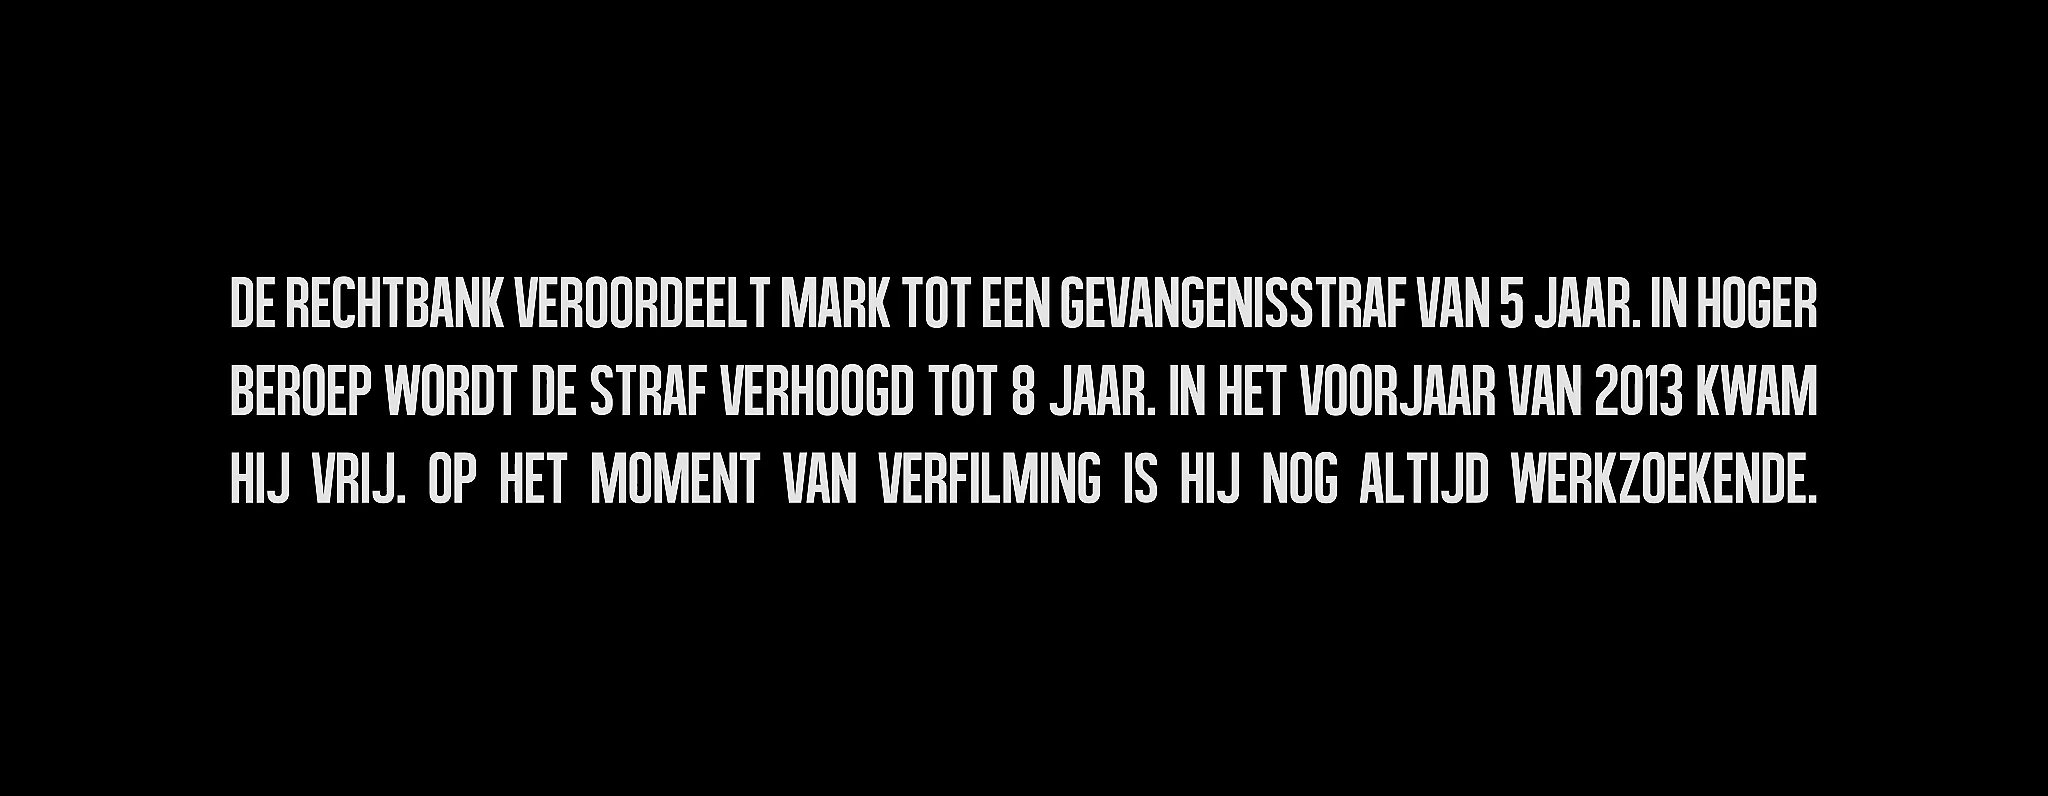 DE RECHTBANK VEROORDEELT MARK TOT EEN GEVANGENISSTRAF VAN 5 JAAR. IN HOGER
BEROEP WORDT DE STRAF VERHOOGD TOT 8 JAAR. IN HET VOORJAAR VAN 2013 KWAM
HIJ VRIJ. OP HET MOMENT VAN VERFILMING IS HIJ NOG ALTIJD WERKZOEKENDE.